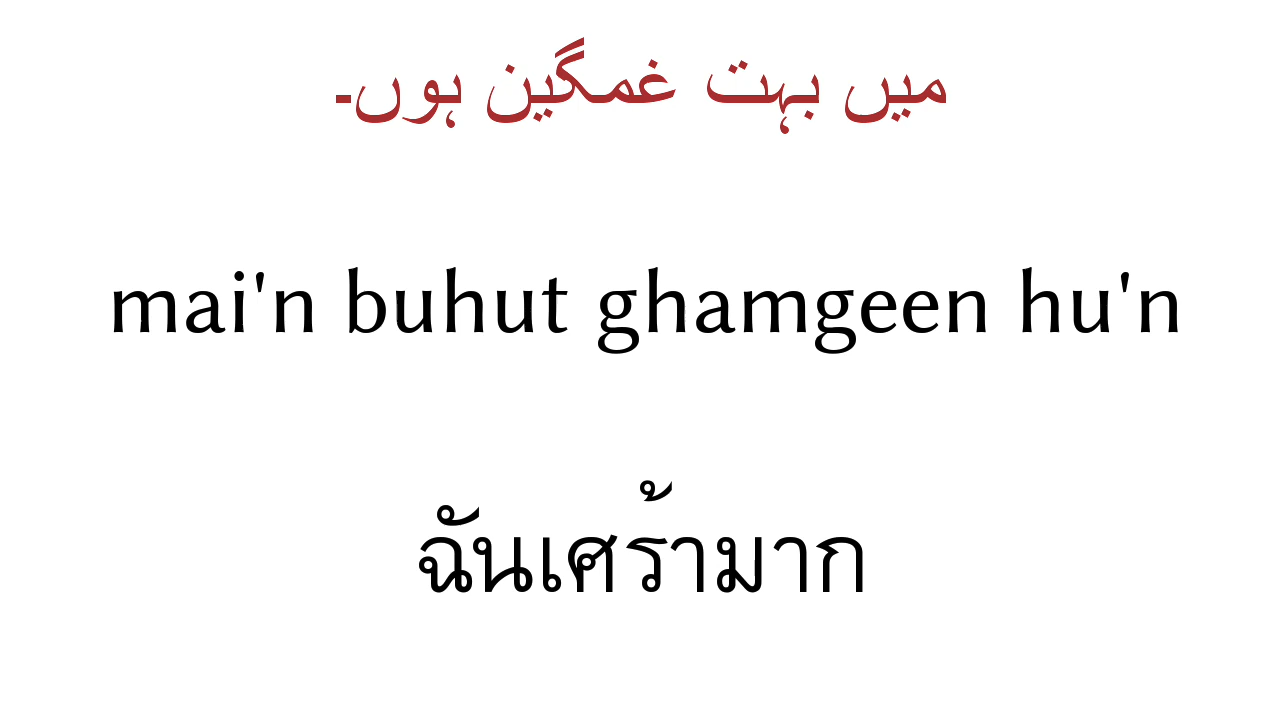 میں بہت غمگین ہوں۔
mai'n buhut ghamgeen hu'n
ฉันเศร้ามาก